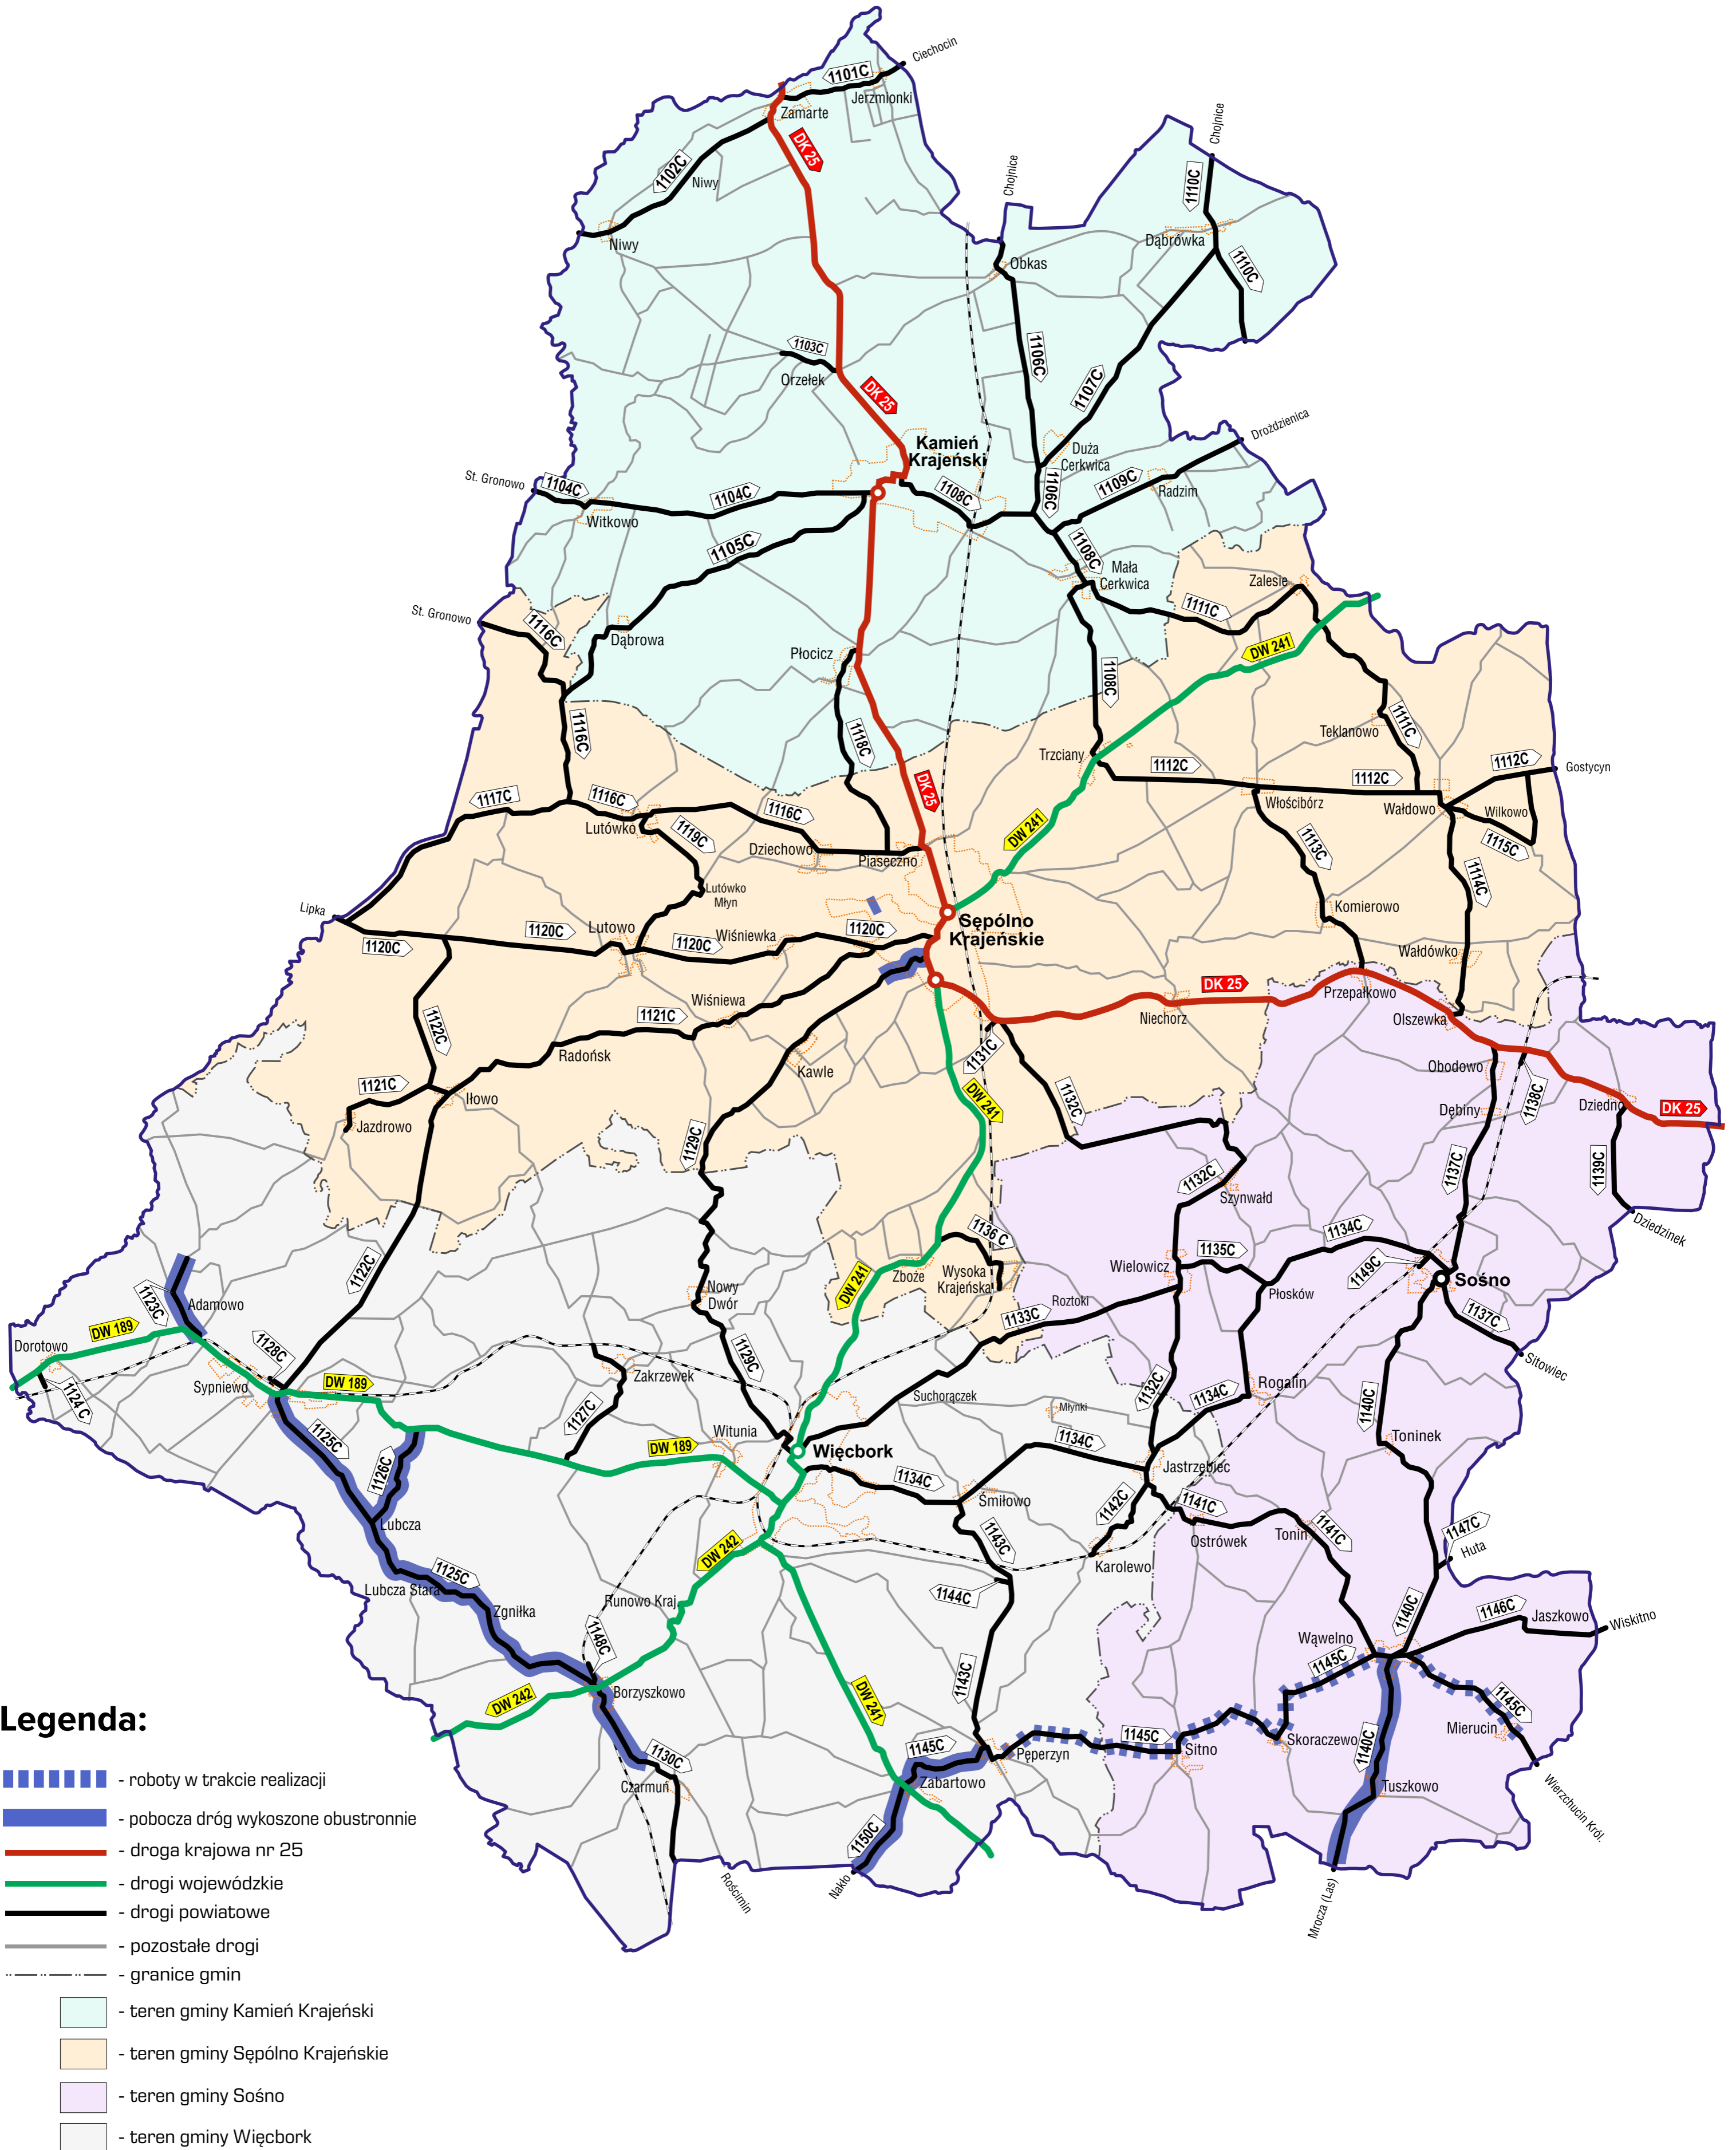 Ciechocin
1101C
Jerzmionki
Zamarte
DK 25
1102C
Niwy
Niwy
Chojnice
Chojnice
1110C
Dąbrówka
1110C
Obkas
1103C
Orzełek
1106C
1107C
DK 25
Kamień
Krajeński
Duża
Cerkwica
Drożdzienica
St. Gronowo
1104C
1104C
Witkowo
1108C
1106C
1109C
Radzim
1105C
1108C
Mała
Cerkwica
Zalesie
St. Gronowo
1116C
Dąbrowa
1111C
DW 241
Płocicz
1108C
1116C
1118C
Teklanowo
1111C
Trzciany
1112C
1112C
1112C
Gostycyn
1117C
1116C
Lutówko
1116C
DK 25
Włościbórz
Wałdowo
Wilkowo
1119C
Dziechowo
Piaseczno
DW 241
1113C
1115C
Lutówko
Młyn
1114C
Lipka
1120C
1120C
Lutowo
1120C
Wiśniewka
1120C
Sępólno
Krajeńskie
Komierowo
Wałdówko
DK 25
Przepałkowo
Wiśniewa
1121C
Niechorz
Olszewka
1122C
Radońsk
Kawle
1131C
Obodowo
1121C
Iłowo
Jazdrowo
DW 241
1132C
Dębiny
1138C
Dziedno
DK 25
1129C
1132C
Szynwałd
1137C
1139C
Dziedzinek
1136 C
1134C
1122C
Zboże
Wysoka
Krajeńska
Wielowicz
1135C
Płosków
1149C
Sośno
1123C
Adamowo
DW 189
Dorotowo
Nowy
Dwór
DW 241
1133C
Roztoki
1137C
Sitowiec
1128C
1124 C
Sypniewo
DW 189
Zakrzewek
1129C
Suchorączek
1132C
1134C
Rogalin
1140C
1127C
Młynki
1125C
1126C
Witunia
DW 189
Więcbork
1134C
Toninek
1134C
Jastrzębiec
Śmiłowo
1142C
1141C
Lubcza
Ostrówek
Tonin
1141C
1147C
Huta
1143C
Karolewo
DW 242
1125C
Lubcza Stara
Zgniłka
Runowo Kraj.
1144C
1148C
1140C
1146C
Jaszkowo
Wiskitno
Wąwelno
1145C
1143C
Borzyszkowo
DW 242
DW 241
1145C
Mierucin
1145C
Sitno
Skoraczewo
1140C
1130C
Czarmuń
1145C
Pęperzyn
Zabartowo
Tuszkowo
Wierzchucin Król.
1150C
Nakło
Rościmin
Mrocza (Las)
Legenda:
- roboty w trakcie realizacji
- pobocza dróg wykoszone obustronnie
- droga krajowa nr 25
- drogi wojewódzkie
- drogi powiatowe
- pozostałe drogi
- granice gmin
- teren gminy Kamień Krajeński
- teren gminy Sępólno Krajeńskie
- teren gminy Sośno
- teren gminy Więcbork